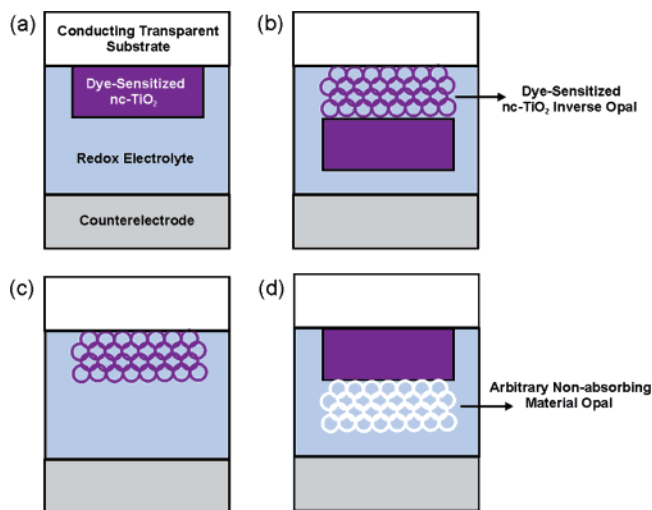 (a)
Conducting Transparent
Substrate
Dye-Sensitized
nc-TiO₂
Redox Electrolyte
Counterelectrode
(b)
Dye-Sensitized
nc-TiO₂ Inverse Opal
(c)
(d)
Arbitrary Non-absorbing
Material Opal